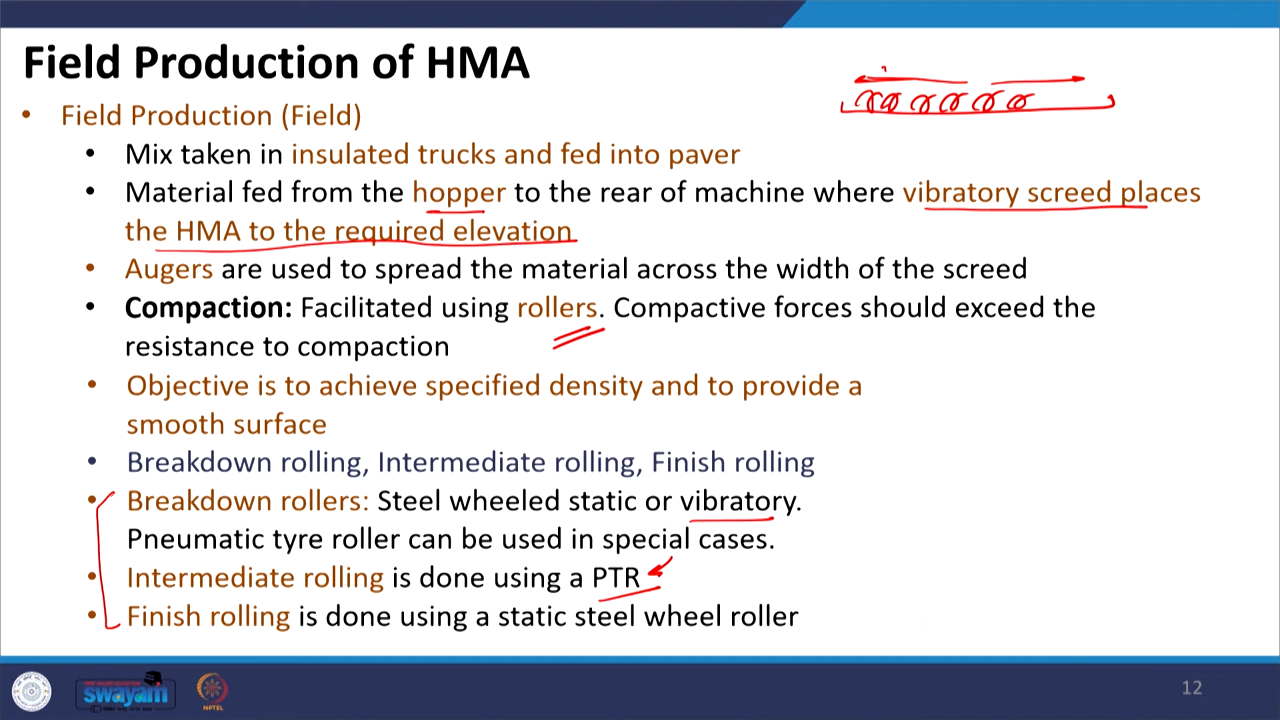 Field Production of HMA
• Field Production (Field)
• Mix taken in insulated trucks and fed into paver
• Material fed from the hopper to the rear of machine where vibratory screed places
the HMA to the required elevation
• Augers are used to spread the material across the width of the screed
• Compaction: Facilitated using rollers. Compactive forces should exceed the
resistance to compaction
• Objective is to achieve specified density and to provide a
smooth surface
• Breakdown rolling, Intermediate rolling, Finish rolling
• Breakdown rollers: Steel wheeled static or vibratory.
Pneumatic tyre roller can be used in special cases.
• Intermediate rolling is done using a PTR
• Finish rolling is done using a static steel wheel roller
swayam
NPTEL
12